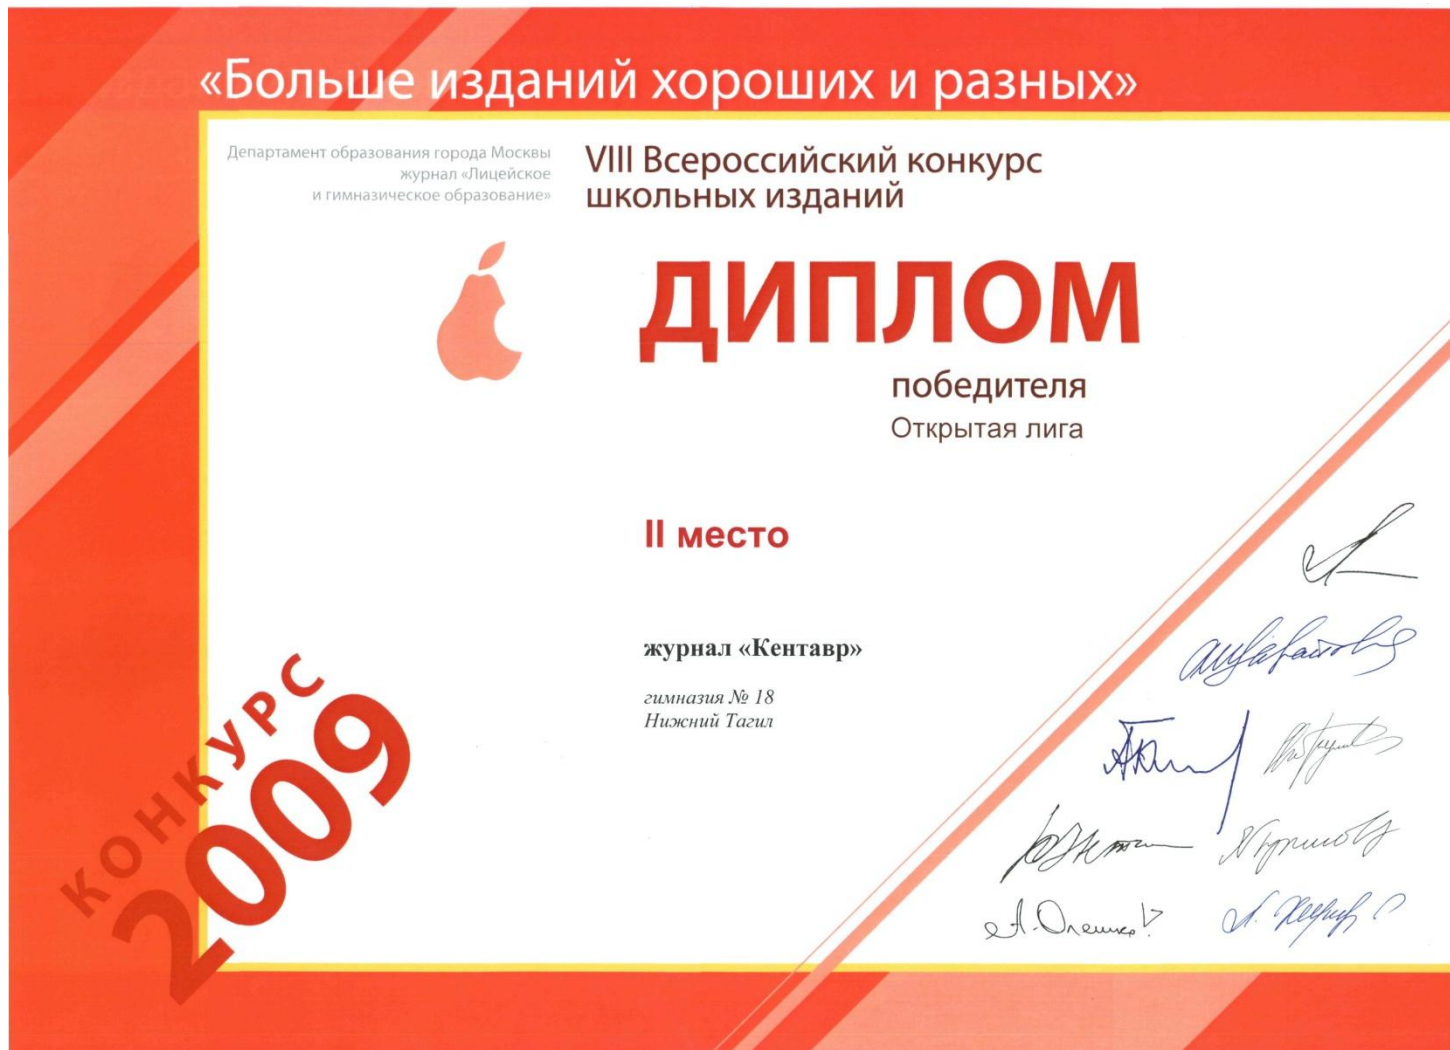 «Больше изданий хороших и разных»
Департамент образования города Москвы
журнал «Лицейское
и гимназическое образование»
VIII Всероссийский конкурс
школьных изданий
ДИПЛОМ
победителя
Открытая лига
II место
журнал «Кентавр»
гимназия № 18
Нижний Тагил
КОНКУРС
2009
А. Олешко